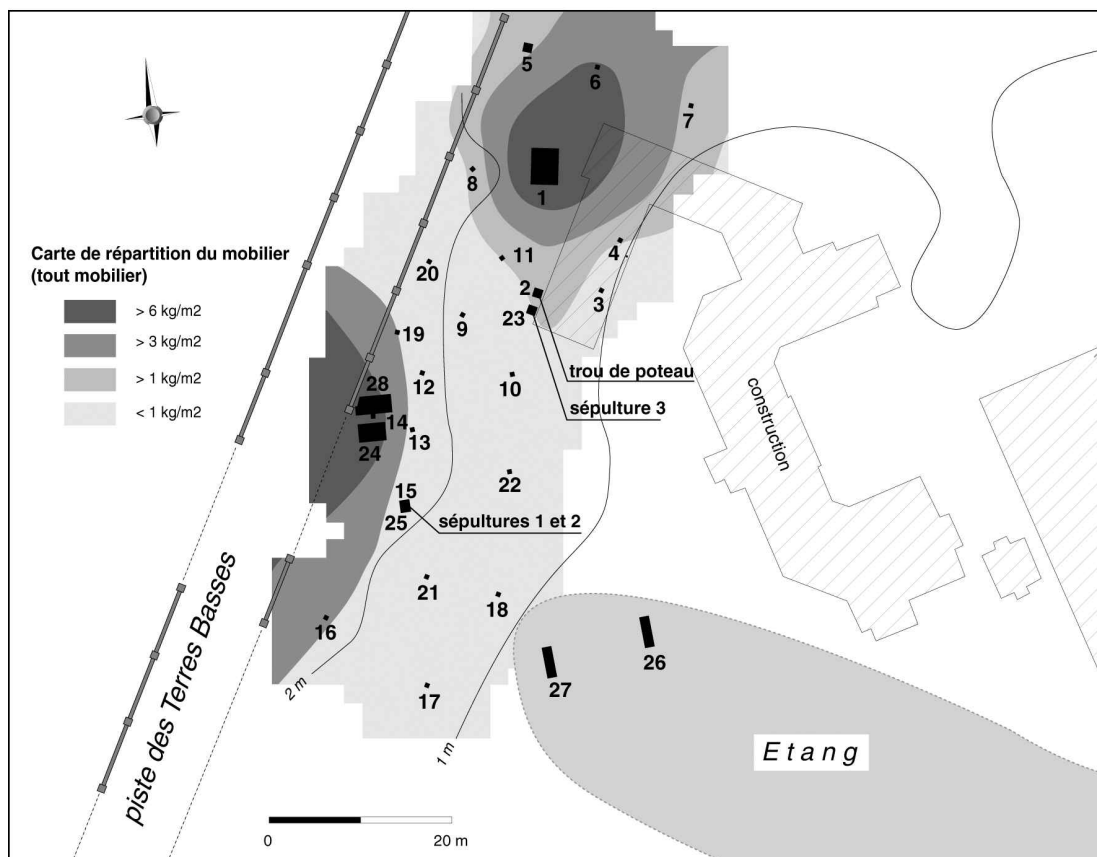 5
6
7
8
1
Carte de répartition du mobilier
(tout mobilier)
> 6 kg/m2
> 3 kg/m2
> 1 kg/m2
< 1 kg/m2
11
4
20
2
3
9
23
19
trou de poteau
12
10
sépulture 3
28
14
13
24
construction
22
15
25
sépultures 1 et 2
21
18
16
26
27
2 m
17
1 m
piste des Terres Basses
Etang
0
20 m